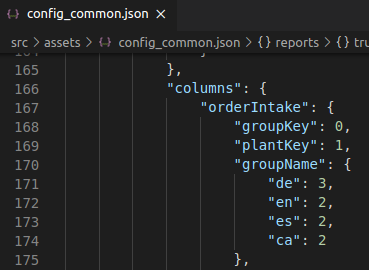 config_common.json ×
src > assets > config_common.json > {} reports > {} tru
165 },
166 "columns": {
167 "orderIntake": {
168 "groupKey": 0,
169 "plantKey": 1,
170 "groupName": {
171 "de": 3,
172 "en": 2,
173 "es": 2,
174 "ca": 2
175 },